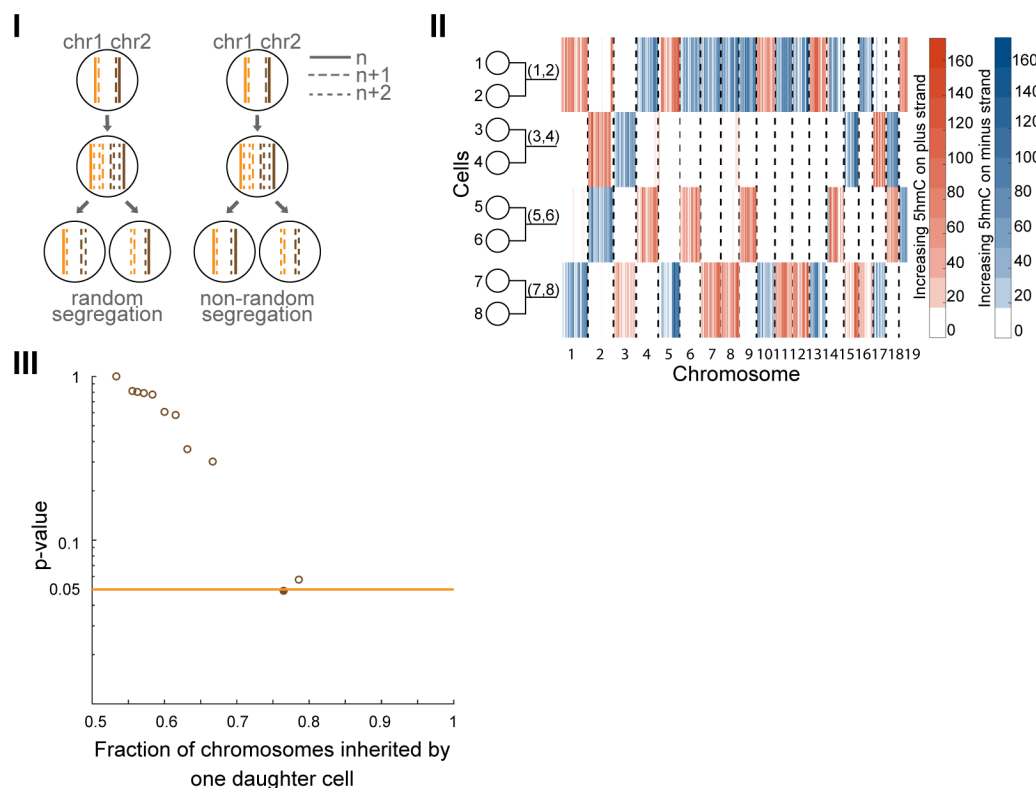 I
chr1 chr2
chr1 chr2
n
n+1
n+2
random
segregation
non-random
segregation
II
Cells
1
2
3
4
5
6
7
8
(1,2)
(3,4)
(5,6)
(7,8)
1 2 3 4 5 6 7 8 9 10 11 12 13 14 15 16 17 18 19
Chromosome
160
140
120
100
80
60
40
20
0
Increasing 5hmC on plus strand
160
140
120
100
80
60
40
20
0
Increasing 5hmC on minus strand
III
1
0.1
0.05
p-value
0.5 0.6 0.7 0.8 0.9 1
Fraction of chromosomes inherited by
one daughter cell